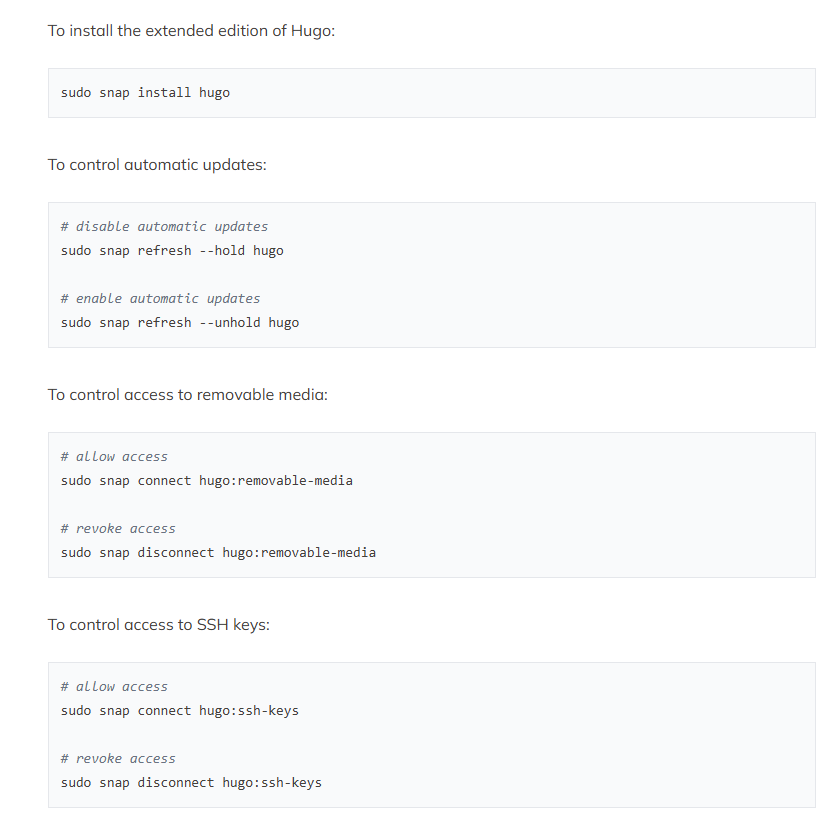 To install the extended edition of Hugo:
sudo snap install hugo
To control automatic updates:
# disable automatic updates
sudo snap refresh --hold hugo
# enable automatic updates
sudo snap refresh --unhold hugo
To control access to removable media:
# allow access
sudo snap connect hugo:removable-media
# revoke access
sudo snap disconnect hugo:removable-media
To control access to SSH keys:
# allow access
sudo snap connect hugo:ssh-keys
# revoke access
sudo snap disconnect hugo:ssh-keys